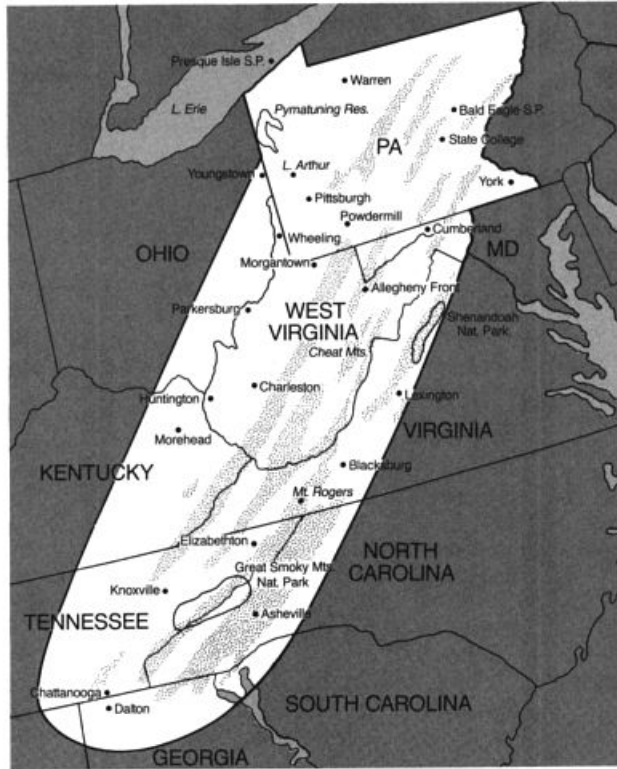 Presque Isle S.P.
Warren
L. Erie
Pymatuning Res.
Bald Eagle S.P.
PA
State College
L. Arthur
Youngstown
York
Pittsburgh
Powdermill
Cumberland
Wheeling
OHIO
MD
Morgantown
Allegheny Front
Parkersburg
WEST
VIRGINIA
Shenandoah
Nat. Park
Cheat Mts.
Charleston
Huntington
Lexington
Morehead
VIRGINIA
KENTUCKY
Blacksburg
Mt. Rogers
Elizabethton
NORTH
CAROLINA
Great Smoky Mts.
Nat. Park
Knoxville
TENNESSEE
Asheville
Chattanooga
SOUTH CAROLINA
Dalton
GEORGIA